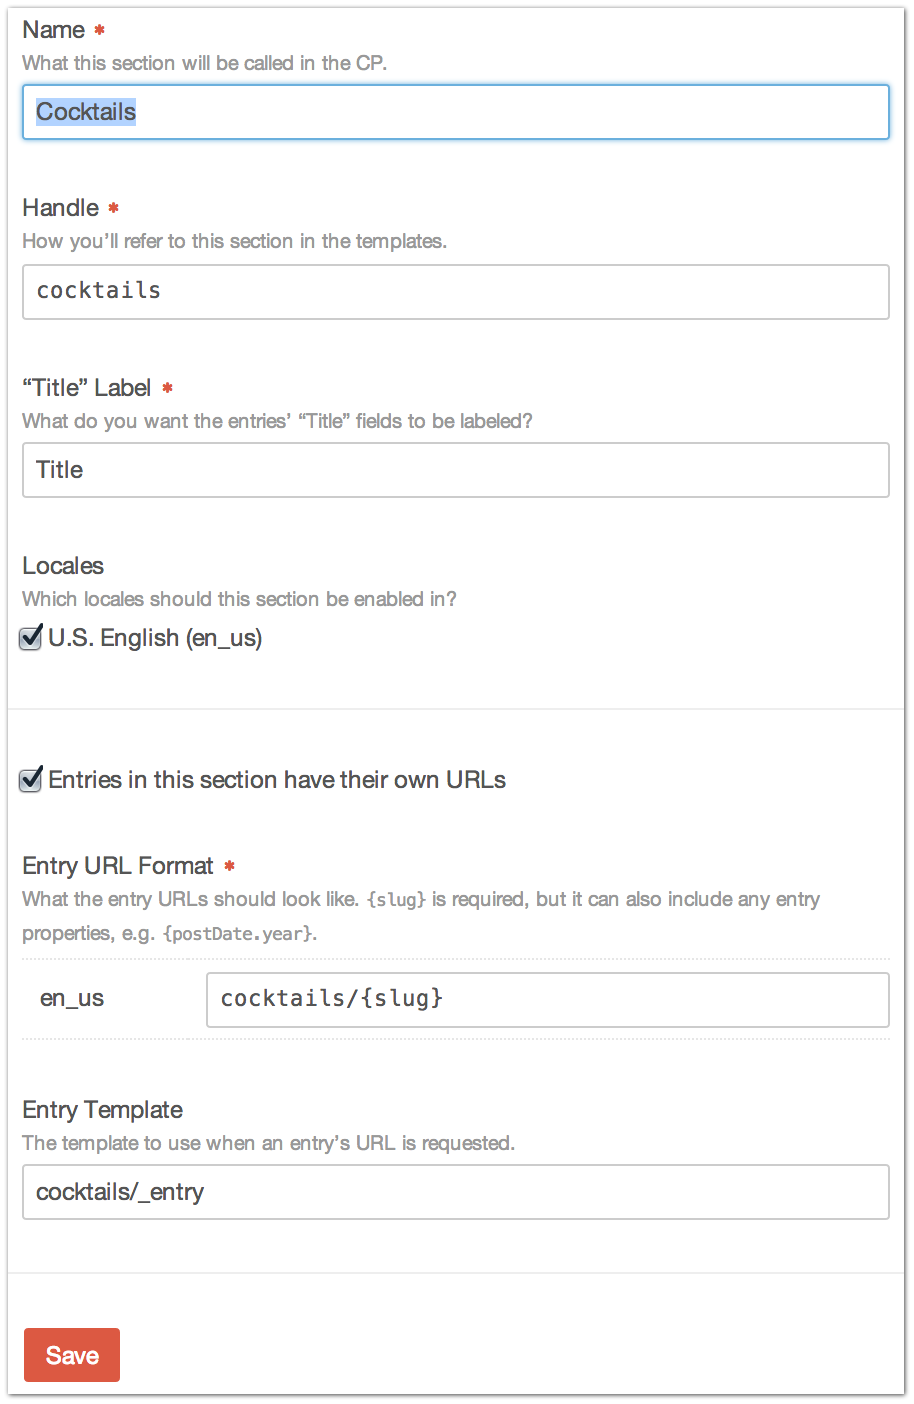 Name *
What this section will be called in the CP.
Cocktails
Handle *
How you’ll refer to this section in the templates.
cocktails
“Title” Label *
What do you want the entries’ “Title” fields to be labeled?
Title
Locales
Which locales should this section be enabled in?
U.S. English (en_us)
Entries in this section have their own URLs
Entry URL Format *
What the entry URLs should look like. {slug} is required, but it can also include any entry
properties, e.g. {postDate.year}.
en_us cocktails/{slug}
Entry Template
The template to use when an entry’s URL is requested.
cocktails/_entry
Save